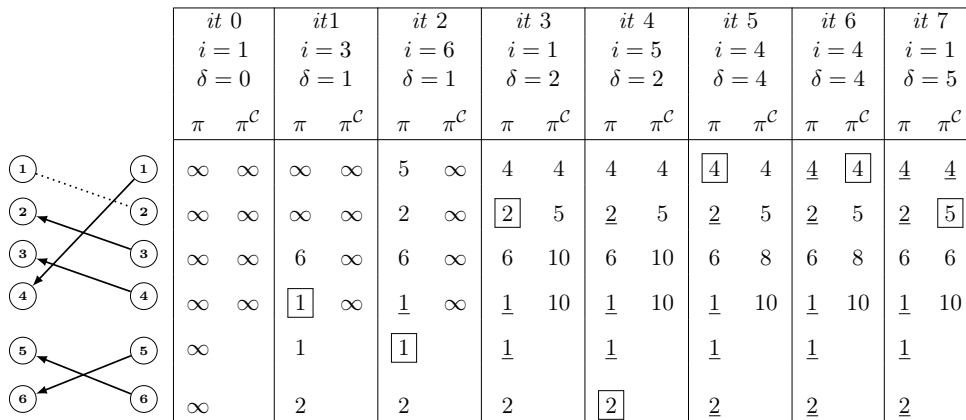 it 0 it1 it 2 it 3 it 4 it 5 it 6 it 7
i = 1 i = 3 i = 6 i = 1 i = 5 i = 4 i = 4 i = 1
δ = 0 δ = 1 δ = 1 δ = 2 δ = 2 δ = 4 δ = 4 δ = 5
π π^𝒞 π π^𝒞 π π^𝒞 π π^𝒞 π π^𝒞 π π^𝒞 π π^𝒞 π π^𝒞
1 1 ∞ ∞ ∞ ∞ 5 ∞ 4 4 4 4 4 4 4 4 4 4
2 2 ∞ ∞ ∞ ∞ 2 ∞ 2 5 2 5 2 5 2 5 2 5
3 3 ∞ ∞ 6 ∞ 6 ∞ 6 10 6 10 6 8 6 8 6 6
4 4 ∞ ∞ 1 ∞ 1 ∞ 1 10 1 10 1 10 1 10 1 10
5 5 ∞ 1 1 1 1 1 1 1
6 6 ∞ 2 2 2 2 2 2 2